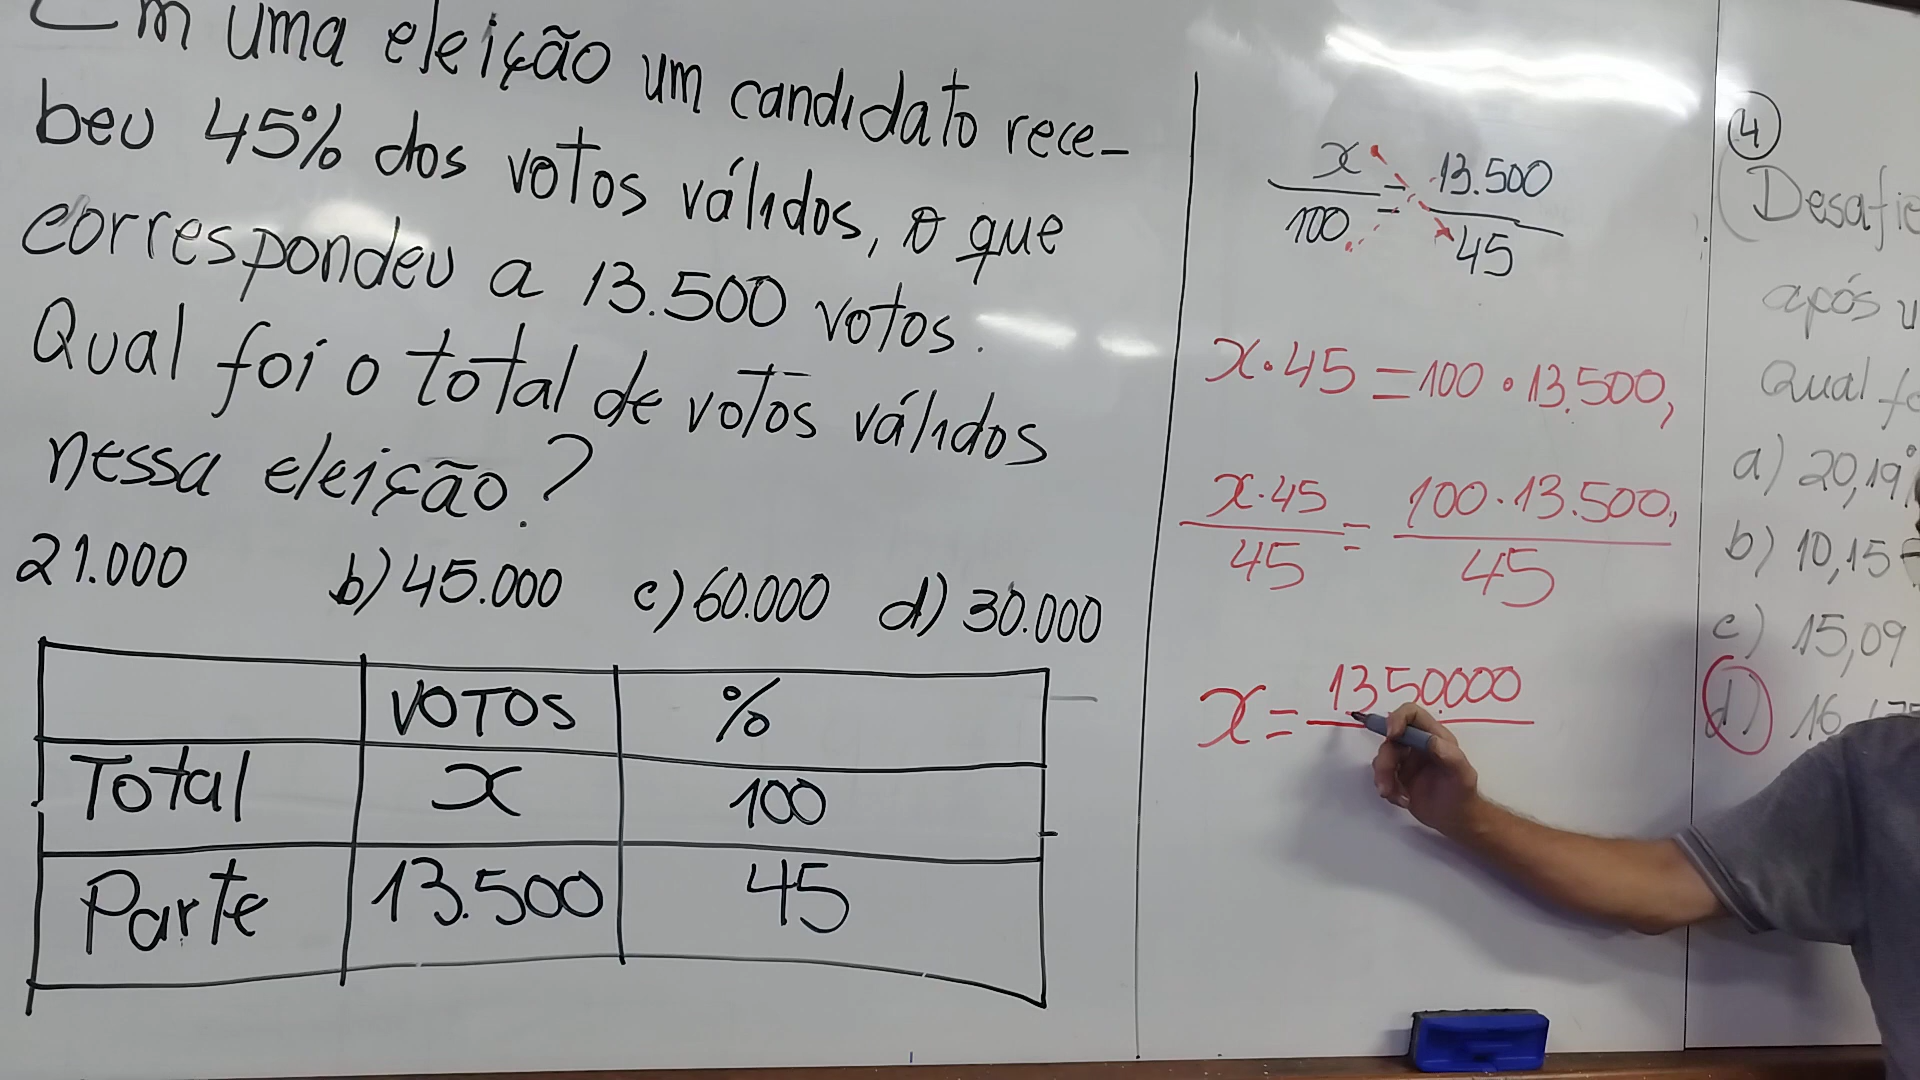 Em uma eleição um candidato rece-
beu 45% dos votos válidos, o que
correspondeu a 13.500 votos.
Qual foi o total de votos válidos
nessa eleição?
21.000 b) 45.000 c) 60.000 d) 30.000
VOTOS %
Total x 100
Parte 13.500 45
x/100 = 13.500/45
x·45 = 100·13.500,
x·45/45 = 100·13.500,/45
x = 1350000
4
após
Qual
a) 20,19
b) 10,15
c) 15,09
d) 16